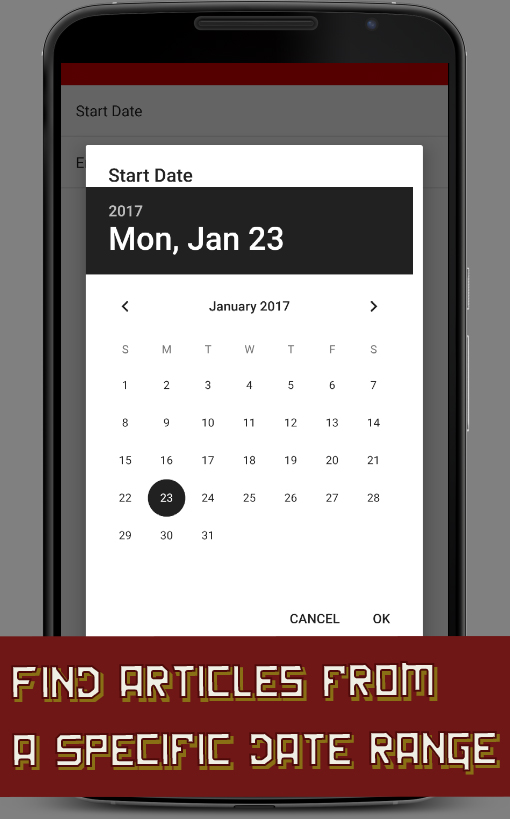 Start Date
Start Date
2017
Mon, Jan 23
January 2017
S M T W T F S
1 2 3 4 5 6 7
8 9 10 11 12 13 14
15 16 17 18 19 20 21
22 23 24 25 26 27 28
29 30 31
CANCEL OK
FIND ARTICLES FROM
A SPECIFIC DATE RANGE